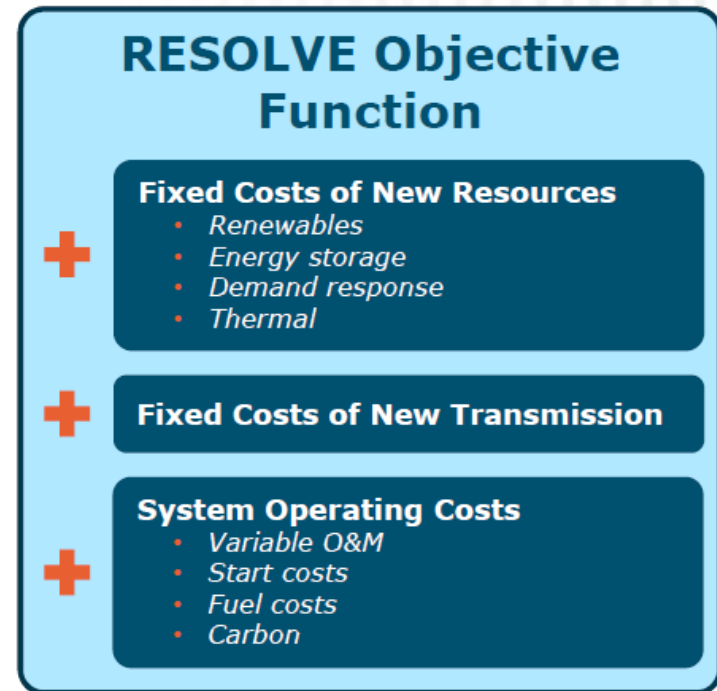 RESOLVE Objective
Function
Fixed Costs of New Resources
• Renewables
• Energy storage
• Demand response
• Thermal
Fixed Costs of New Transmission
System Operating Costs
• Variable O&M
• Start costs
• Fuel costs
• Carbon